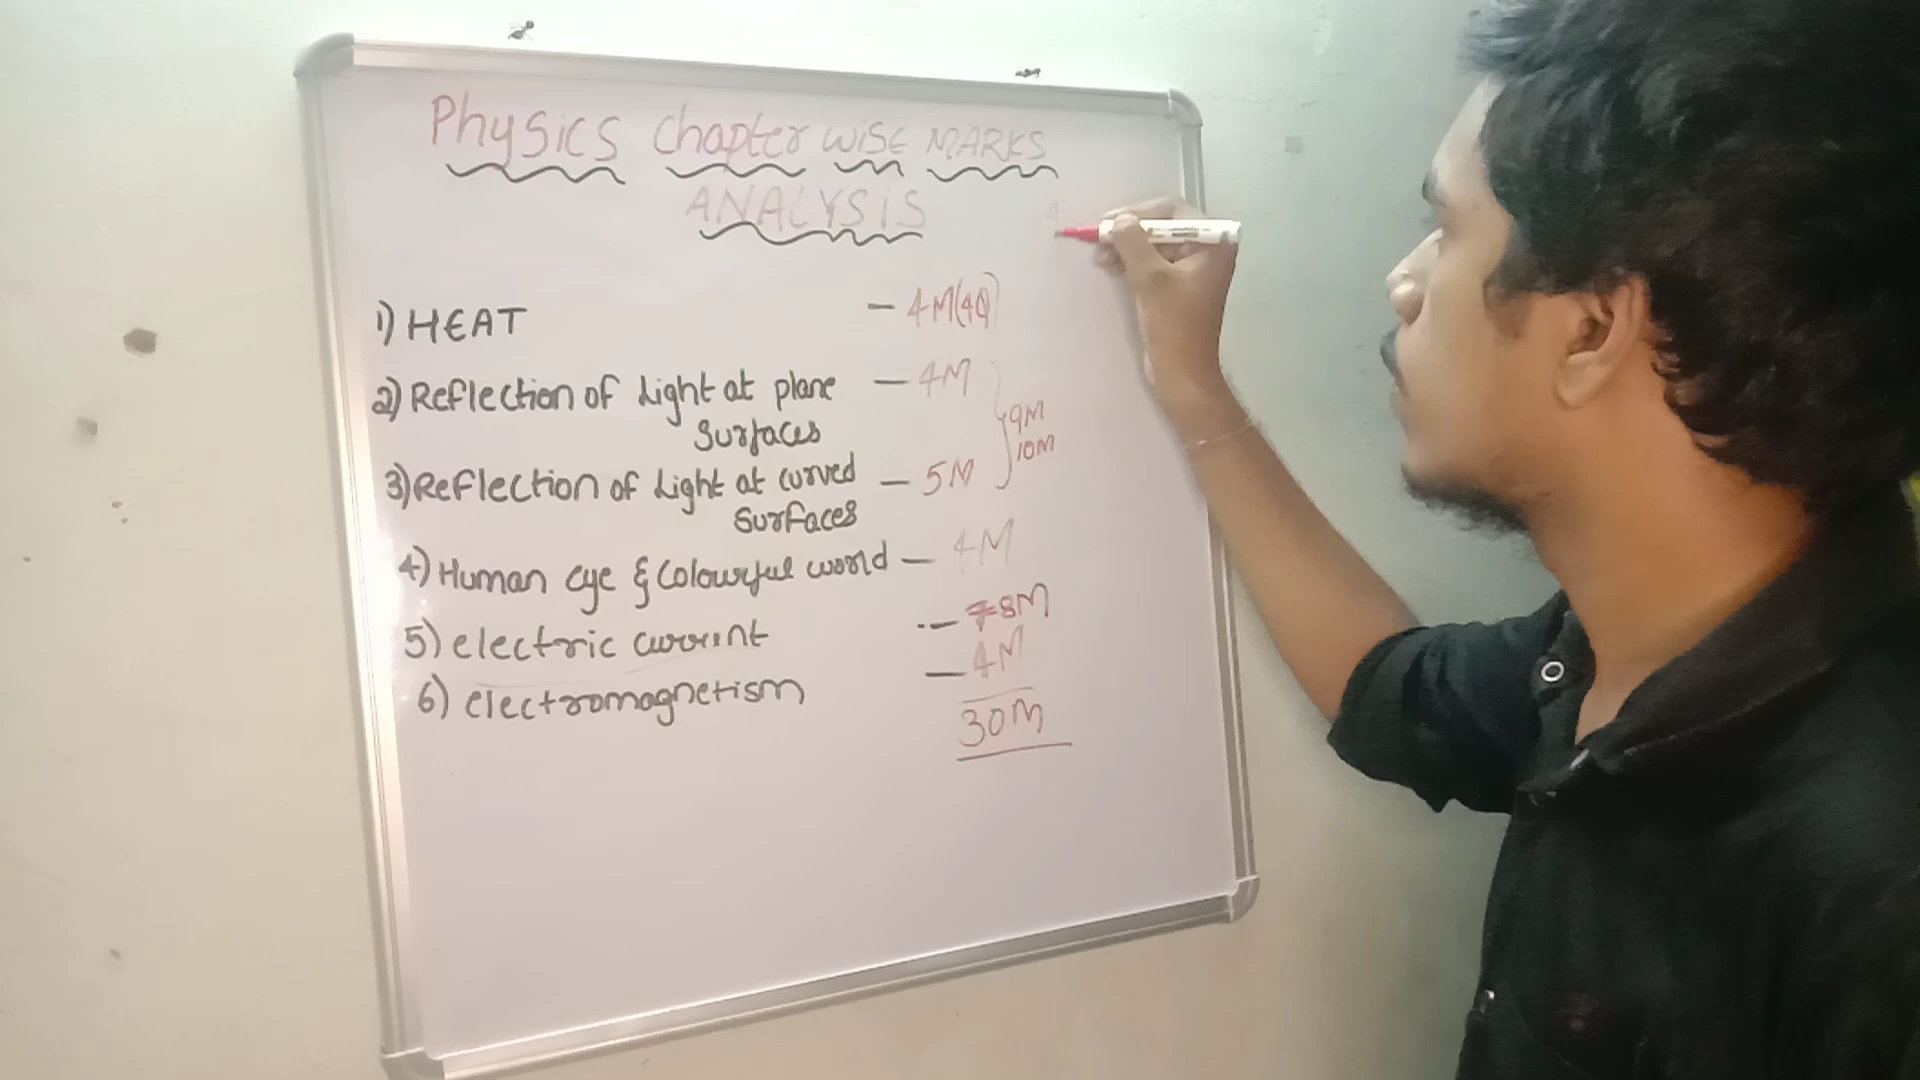 Physics Chapter wise MARKS
ANALYSiS
1) HEAT — 4M(4Q)
2) Reflection of Light at plane — 4M
surfaces
9M
10M
3) Reflection of Light at curved — 5M
surfaces
4) Human eye & Colourful world — 4M
5) electric current — 8M
6) electromagnetism — 4M
30M